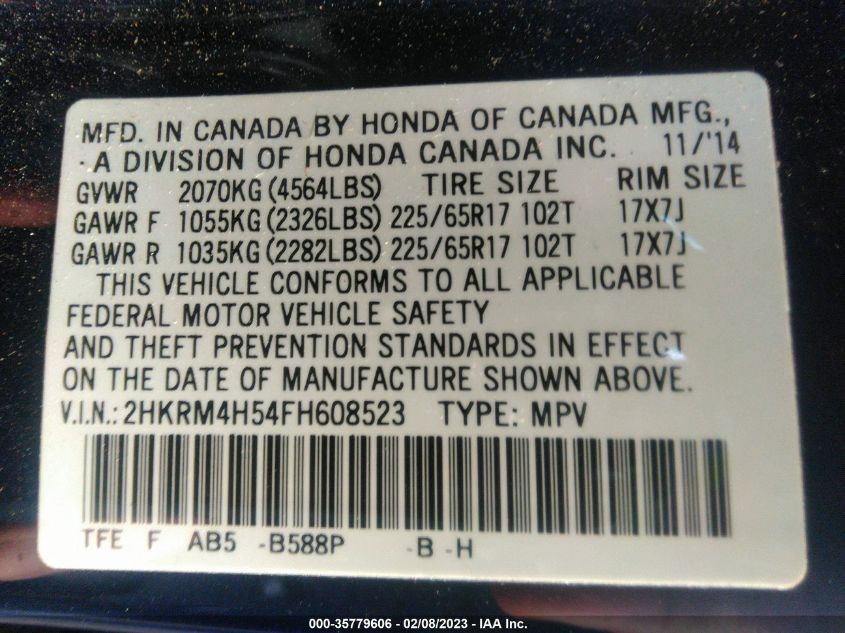 MFD. IN CANADA BY HONDA OF CANADA MFG.,
A DIVISION OF HONDA CANADA INC. 11/'14
GVWR 2070KG (4564LBS) TIRE SIZE RIM SIZE
GAWR F 1055KG (2326LBS) 225/65R17 102T 17X7J
GAWR R 1035KG (2282LBS) 225/65R17 102T 17X7J
THIS VEHICLE CONFORMS TO ALL APPLICABLE
FEDERAL MOTOR VEHICLE SAFETY
AND THEFT PREVENTION STANDARDS IN EFFECT
ON THE DATE OF MANUFACTURE SHOWN ABOVE.
V.I.N.: 2HKRM4H54FH608523 TYPE: MPV
TFE F AB5 -B588P -B -H
000-35779606 - 02/08/2023 - IAA Inc.